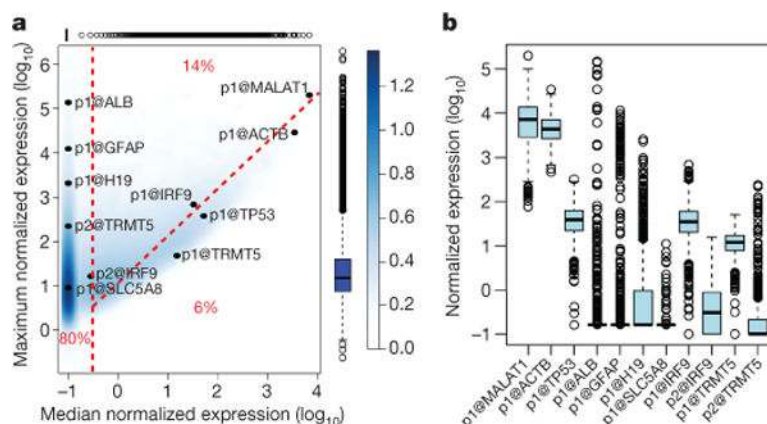 a
Maximum normalized expression (log10)
6
5
4
3
2
1
0
–1
0
1
2
3
4
Median normalized expression (log10)
14%
6%
80%
p1@MALAT1
p1@ALB
p1@ACTB
p1@GFAP
p1@H19
p1@IRF9
p1@TP53
p2@TRMT5
p1@TRMT5
p2@IRF9
p1@SLC5A8
1.2
1.0
0.8
0.6
0.4
0.2
0.0
b
Normalized expression (log10)
5
4
3
2
1
0
–1
p1@MALAT1
p1@ACTB
p1@TP53
p1@ALB
p1@GFAP
p1@H19
p1@SLC5A8
p1@IRF9
p2@IRF9
p1@TRMT5
p2@TRMT5